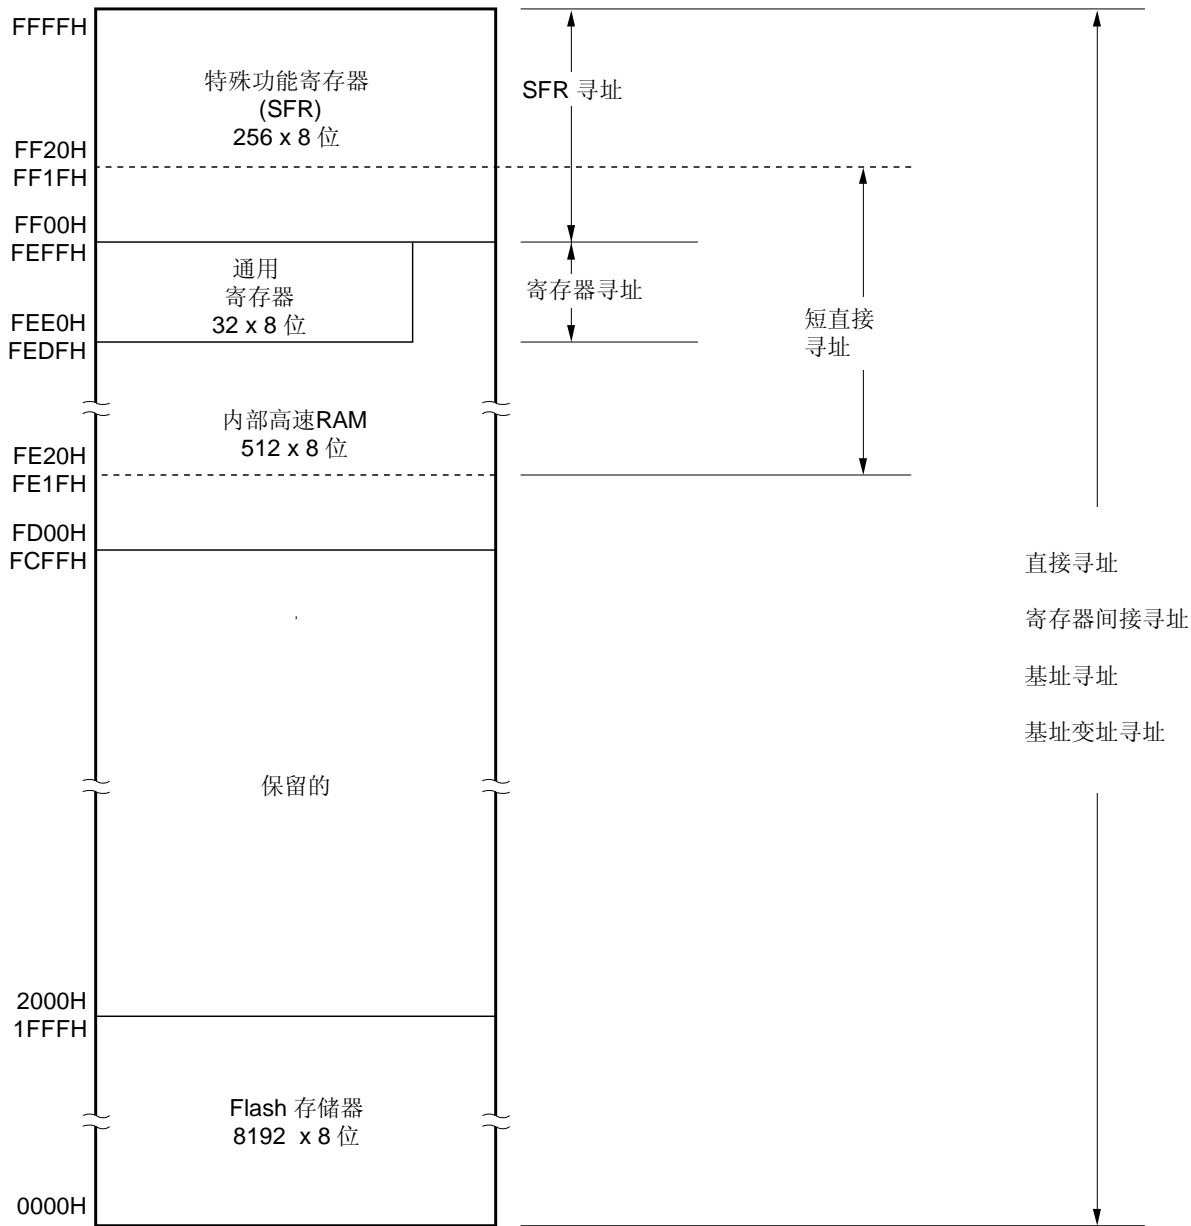 FFFFH
特殊功能寄存器
(SFR)
256 x 8 位
SFR 寻址
FF20H
FF1FH
FF00H
FEFFH
通用
寄存器
32 x 8 位
寄存器寻址
短直接
寻址
FEE0H
FEDFH
内部高速RAM
512 x 8 位
FE20H
FE1FH
FD00H
FCFFH
直接寻址
寄存器间接寻址
基址寻址
基址变址寻址
保留的
2000H
1FFFH
Flash 存储器
8192 x 8 位
0000H